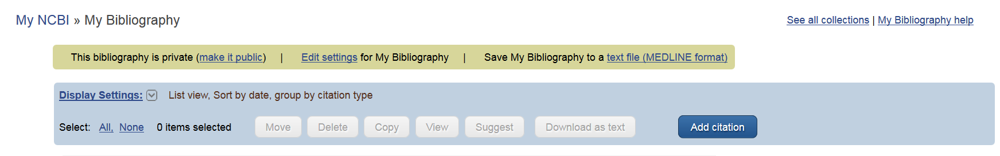 My NCBI » My Bibliography See all collections | My Bibliography help
This bibliography is private (make it public) | Edit settings for My Bibliography | Save My Bibliography to a text file (MEDLINE format)
Display Settings: List view, Sort by date, group by citation type
Select: All, None 0 items selected Move Delete Copy View Suggest Download as text Add citation